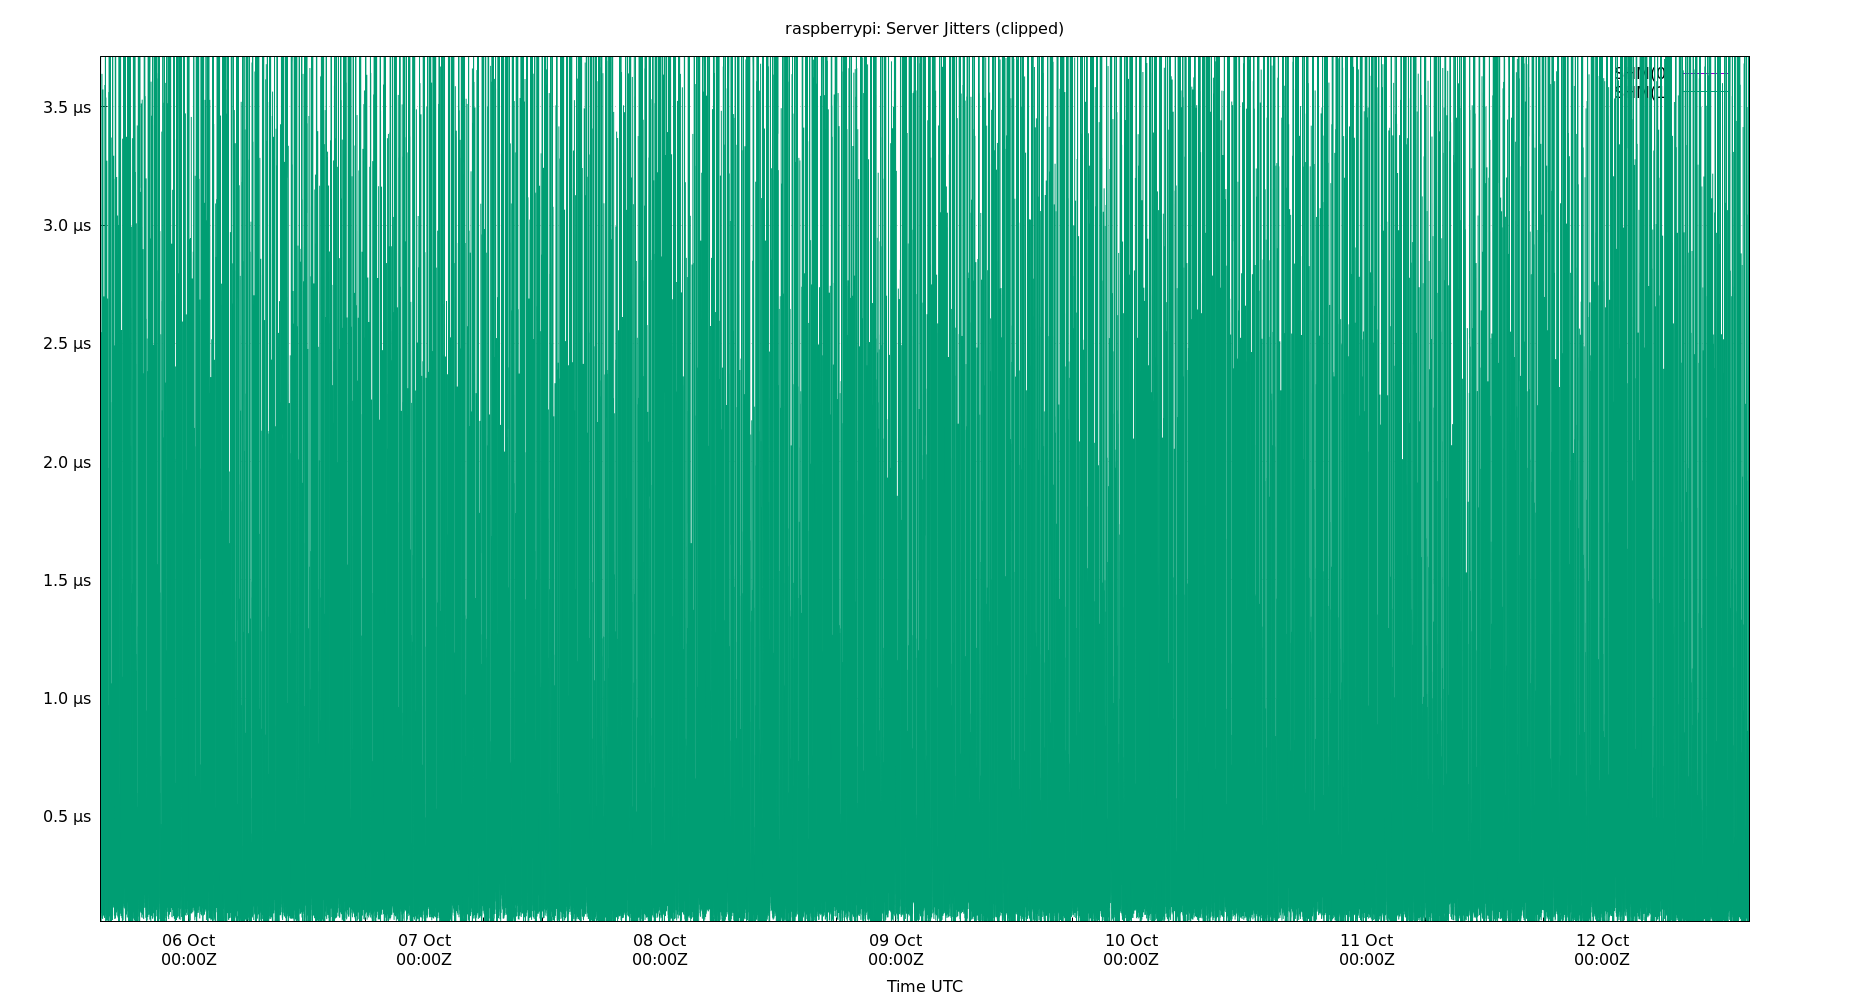 raspberrypi: Server Jitters (clipped)
3.5 µs
3.0 µs
2.5 µs
2.0 µs
1.5 µs
1.0 µs
0.5 µs
06 Oct 07 Oct 08 Oct 09 Oct 10 Oct 11 Oct 12 Oct
00:00Z 00:00Z 00:00Z 00:00Z 00:00Z 00:00Z 00:00Z
Time UTC